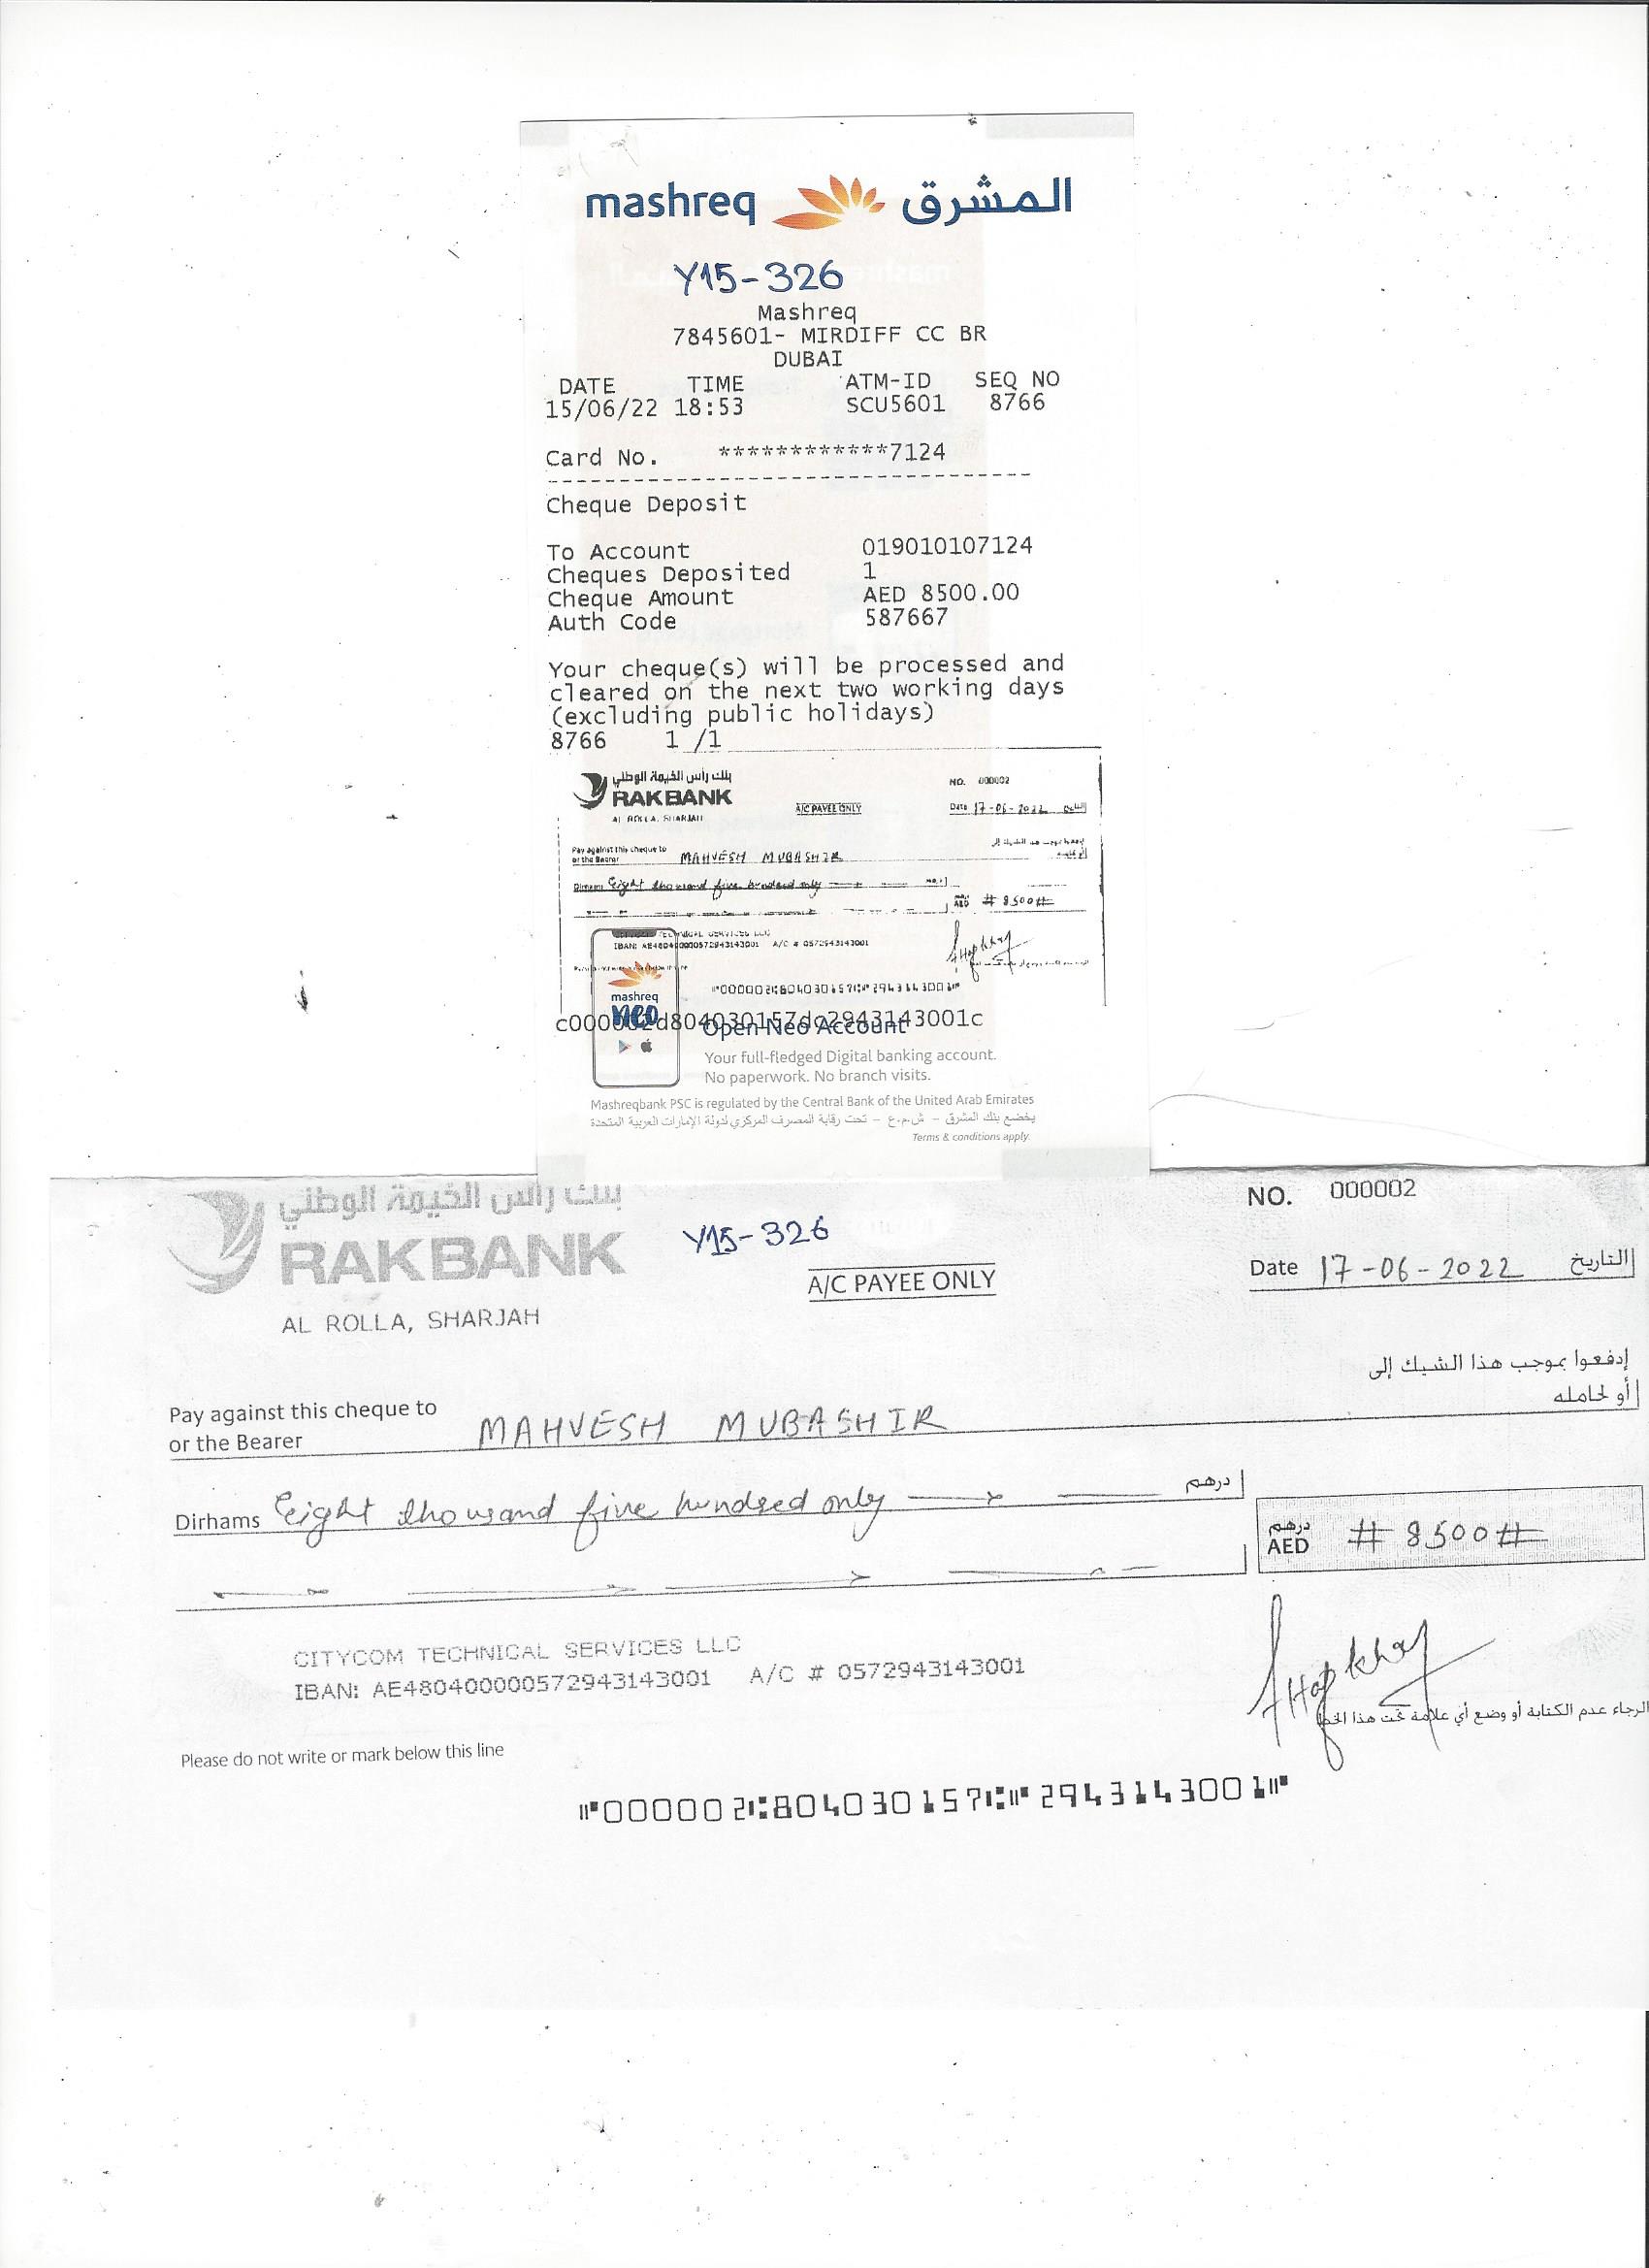 mashreq المشرق
Y15-326
Mashreq
7845601- MIRDIFF CC BR
DUBAI
DATE TIME ATM-ID SEQ NO
15/06/22 18:53 SCU5601 8766
Card No. ************7124
Cheque Deposit
To Account 019010107124
Cheques Deposited 1
Cheque Amount AED 8500.00
Auth Code 587667
Your cheque(s) will be processed and
cleared on the next two working days
(excluding public holidays)
8766 1 /1
بنك رأس الخيمة الوطني
RAKBANK
NO. 000002
AL ROLLA, SHARJAH
A/C PAYEE ONLY
Date 17-06-2022
Pay against this cheque to
or the Bearer MAHVESH MUBASHIR
Dirhams Eight thousand five hundred only
AED # 8500#
IBAN: AE480400000572943143001 A/C # 0572943143001
⑈000002⑆804030157⑆⑈2943143001⑈
c000002d804030157dc2943143001c
mashreq
neo
Open Neo Account
Your full-fledged Digital banking account.
No paperwork. No branch visits.
Mashreqbank PSC is regulated by the Central Bank of the United Arab Emirates
يخضع بنك المشرق – ش.م.ع – تحت رقابة المصرف المركزي لدولة الإمارات العربية المتحدة
Terms & conditions apply.
بنك رأس الخيمة الوطني
RAKBANK
AL ROLLA, SHARJAH
Y15-326
A/C PAYEE ONLY
NO. 000002
Date 17-06-2022 التاريخ
إدفعوا بموجب هذا الشيك إلى
أو لحامله
Pay against this cheque to
or the Bearer MAHVESH MUBASHIR
Dirhams Eight thousand five hundred only درهم
درهم
AED # 8500#
CITYCOM TECHNICAL SERVICES LLC
IBAN: AE480400000572943143001 A/C # 0572943143001
الرجاء عدم الكتابة أو وضع أي علامة تحت هذا الخط
Please do not write or mark below this line
⑈000002⑆804030157⑆⑈2943143001⑈